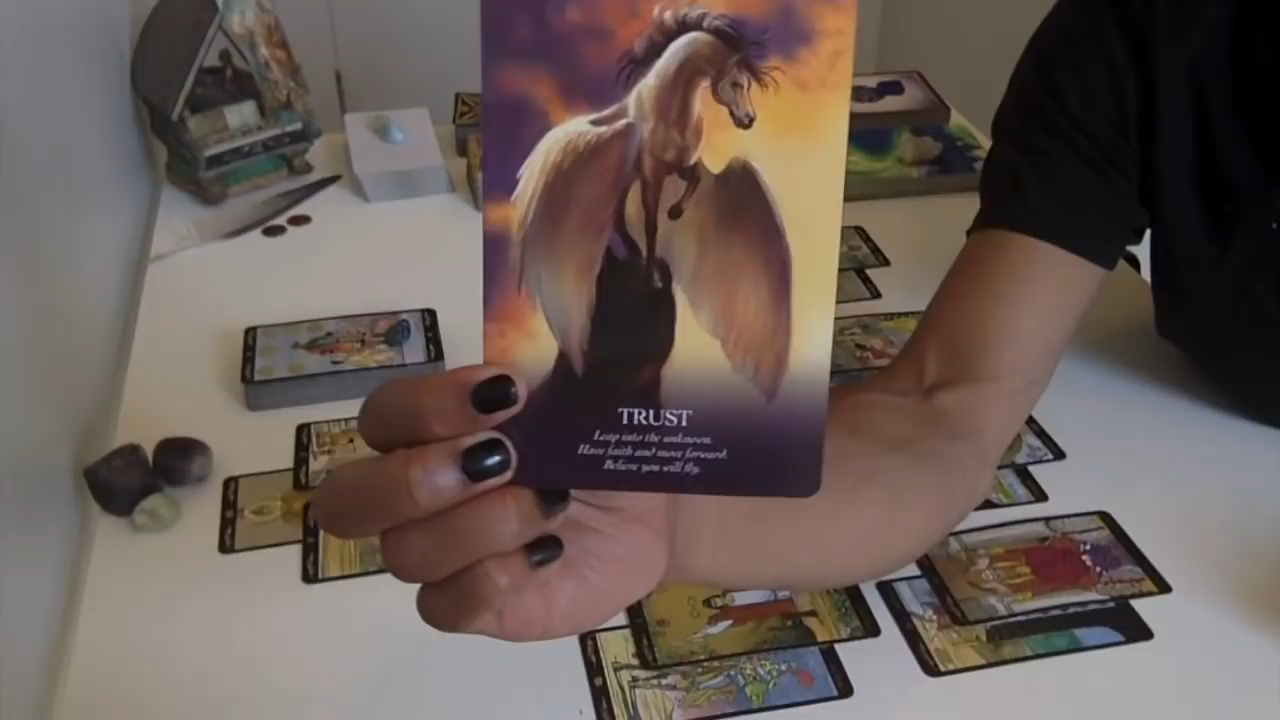 TRUST
Leap into the unknown.
Have faith and move forward.
Believe you will fly.